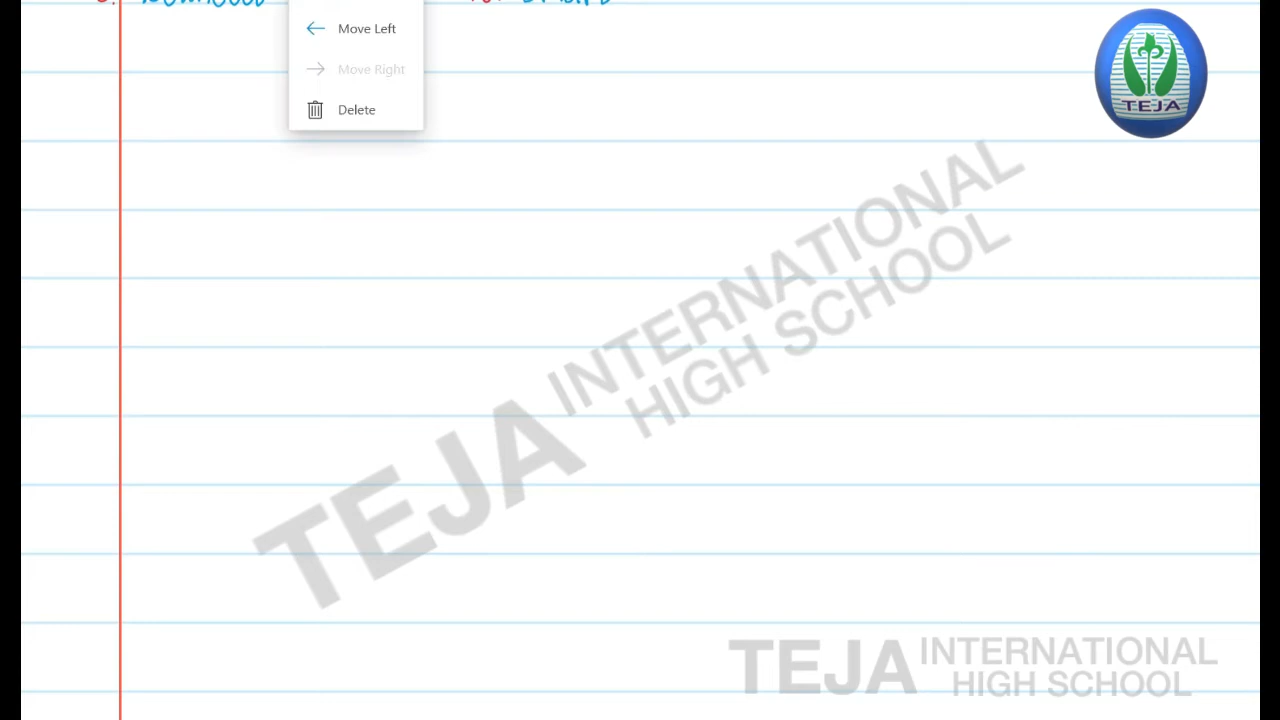 Move Left
Move Right
Delete
TEJA
TEJA INTERNATIONAL
HIGH SCHOOL
TEJA INTERNATIONAL
HIGH SCHOOL